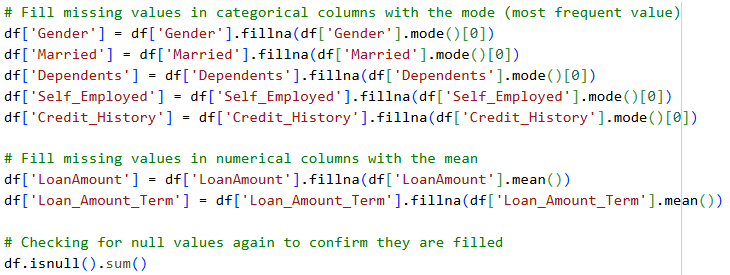 # Fill missing values in categorical columns with the mode (most frequent value)
df['Gender'] = df['Gender'].fillna(df['Gender'].mode()[0])
df['Married'] = df['Married'].fillna(df['Married'].mode()[0])
df['Dependents'] = df['Dependents'].fillna(df['Dependents'].mode()[0])
df['Self_Employed'] = df['Self_Employed'].fillna(df['Self_Employed'].mode()[0])
df['Credit_History'] = df['Credit_History'].fillna(df['Credit_History'].mode()[0])
# Fill missing values in numerical columns with the mean
df['LoanAmount'] = df['LoanAmount'].fillna(df['LoanAmount'].mean())
df['Loan_Amount_Term'] = df['Loan_Amount_Term'].fillna(df['Loan_Amount_Term'].mean())
# Checking for null values again to confirm they are filled
df.isnull().sum()